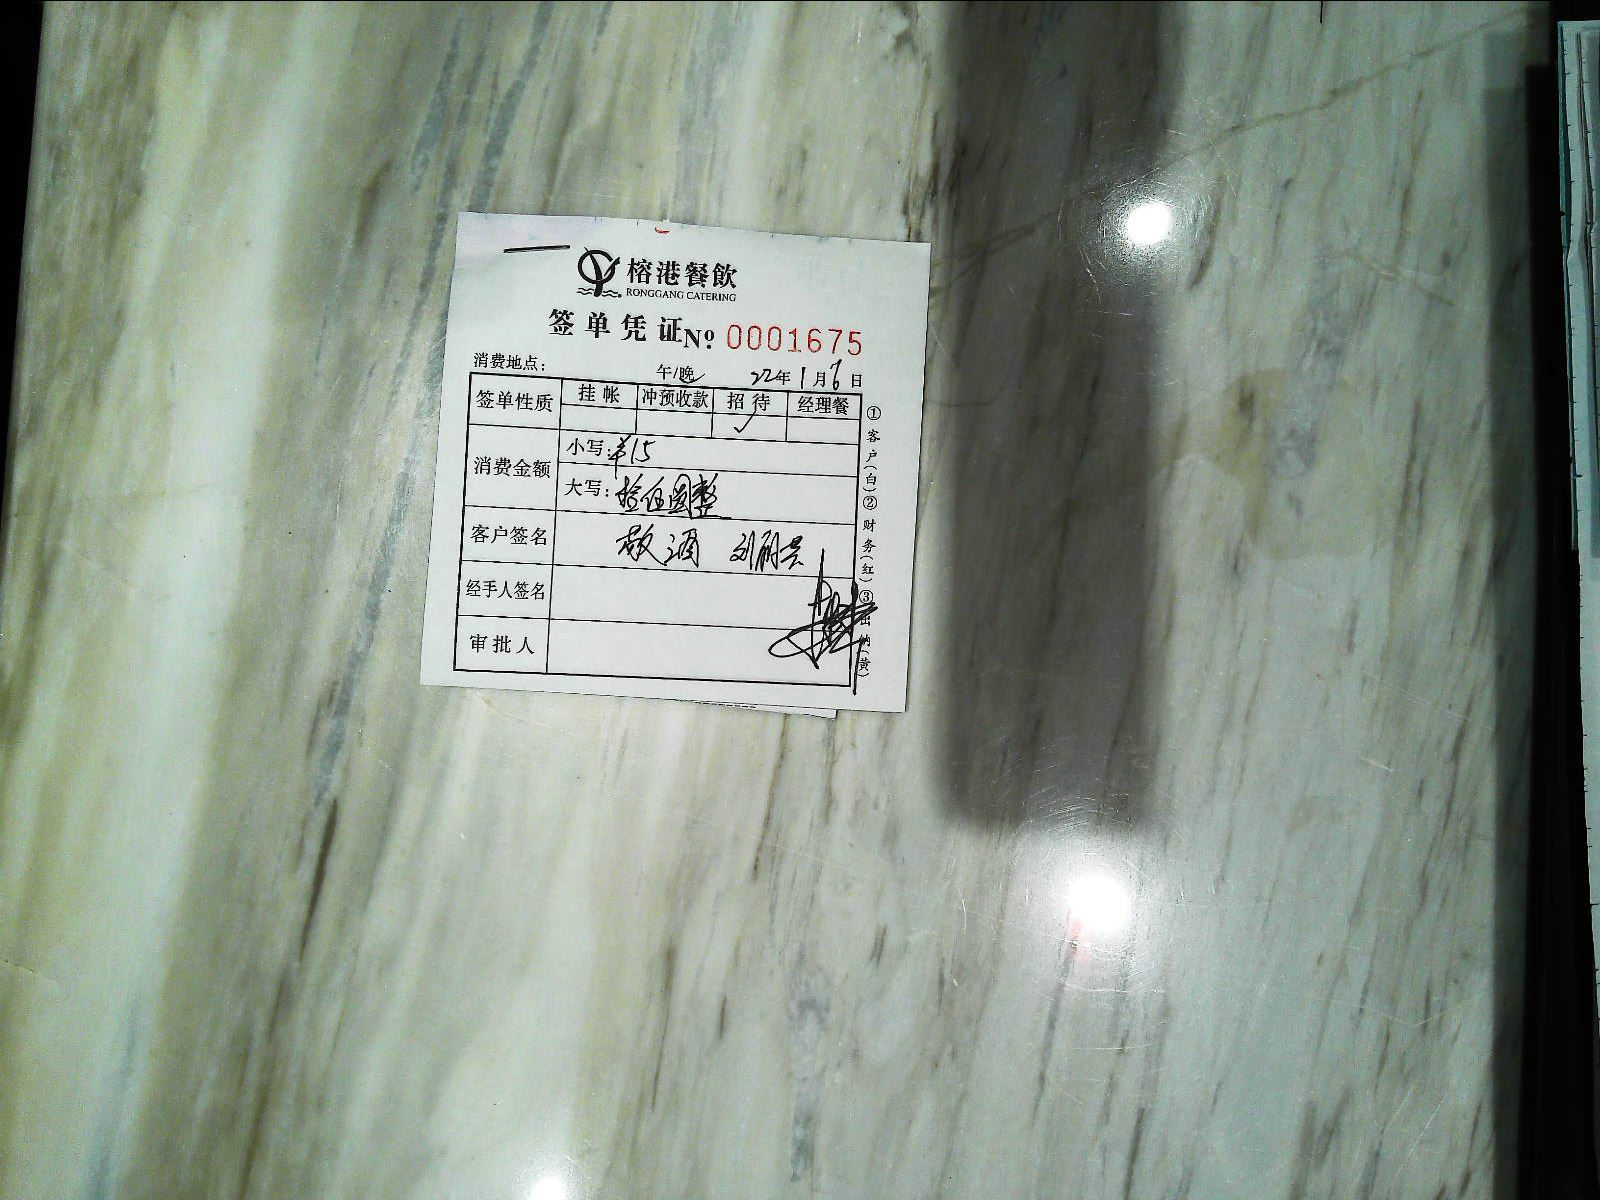 榕港餐飲
RONGGANG CATERING
签单凭证 Nº 0001675
消费地点： 午/晚 22年1月6日
签单性质 挂帐 冲预收款 招待 经理餐
✓
消费金额 小写：¥15
大写：拾伍圆整
客户签名 敬酒 刘丽芸
经手人签名
审批人
①客户(白)②财务(红)③出纳(黄)